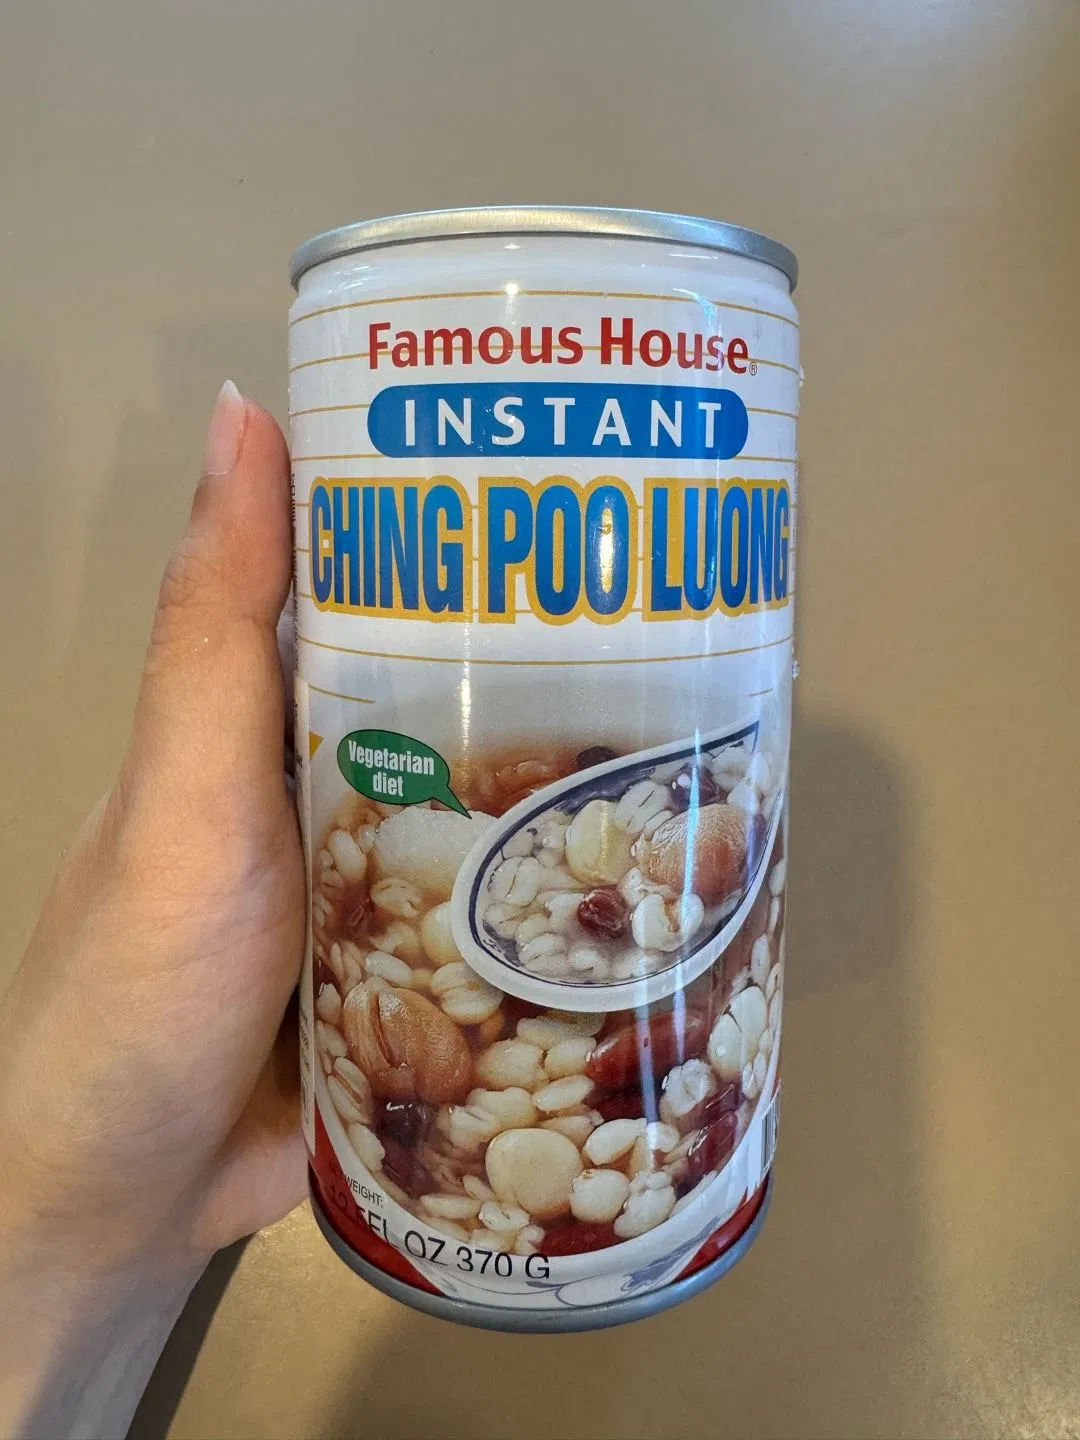 Famous House®
INSTANT
CHING POO LUONG
Vegetarian
diet
WEIGHT:
FL OZ 370 G